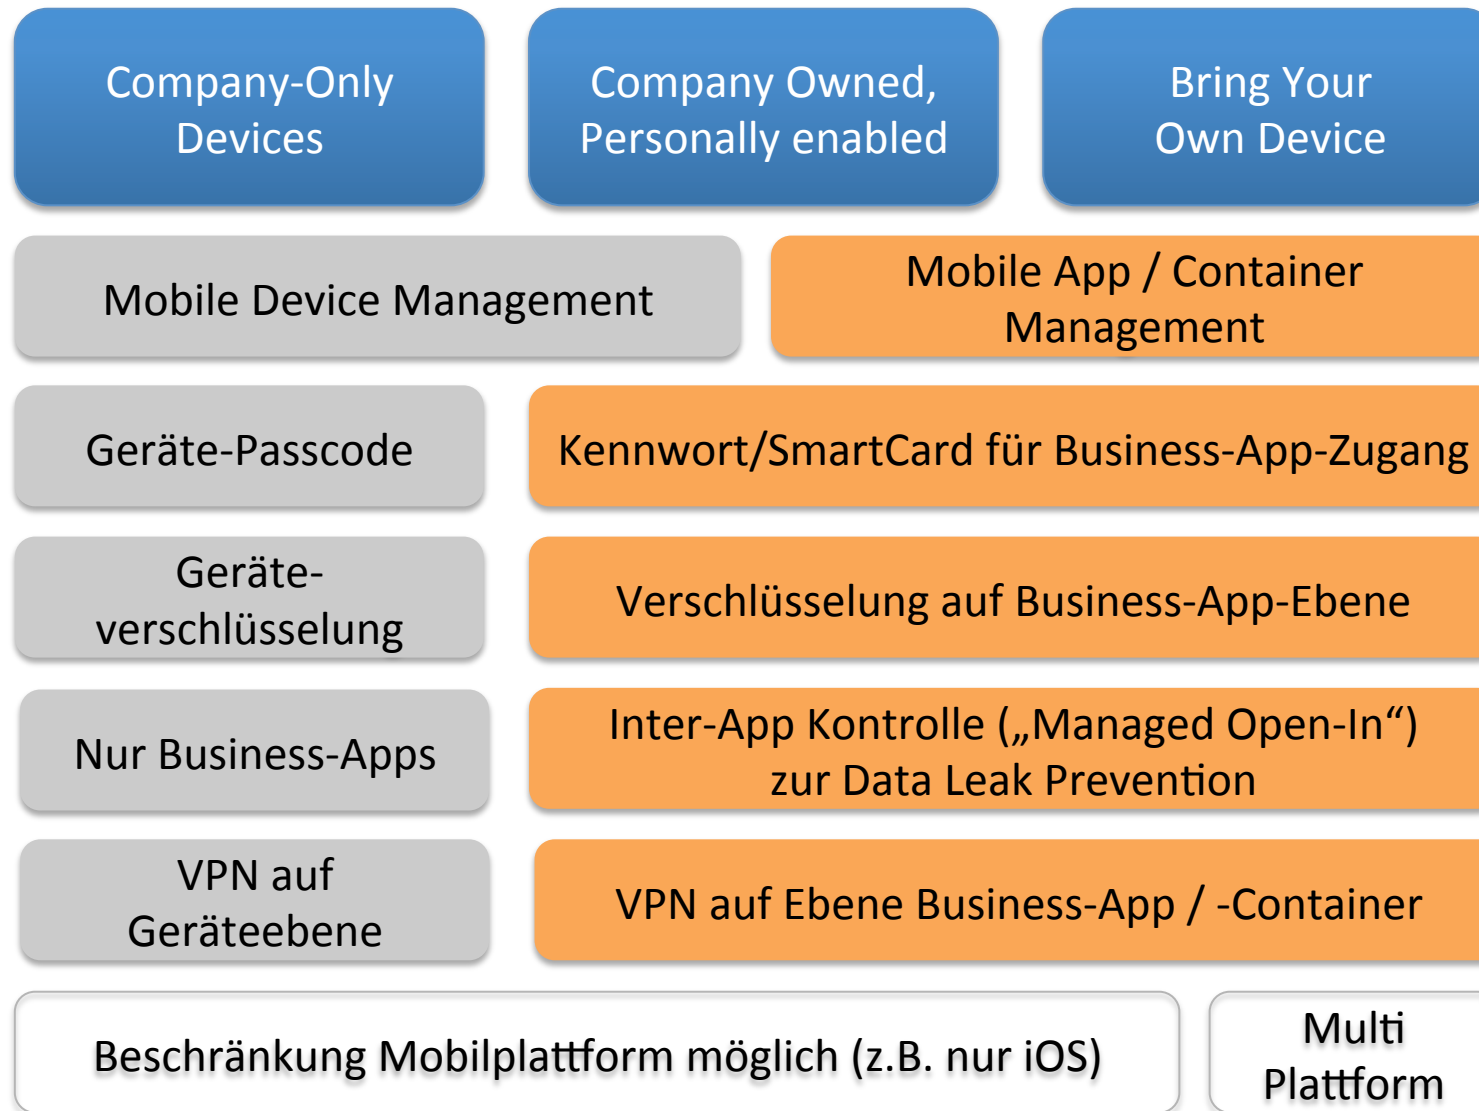 Company-Only
Devices
Company Owned,
Personally enabled
Bring Your
Own Device
Mobile Device Management
Mobile App / Container
Management
Geräte-Passcode
Kennwort/SmartCard für Business-App-Zugang
Geräte-
verschlüsselung
Verschlüsselung auf Business-App-Ebene
Nur Business-Apps
Inter-App Kontrolle („Managed Open-In“)
zur Data Leak Prevention
VPN auf
Geräteebene
VPN auf Ebene Business-App / -Container
Beschränkung Mobilplattform möglich (z.B. nur iOS)
Multi
Plattform